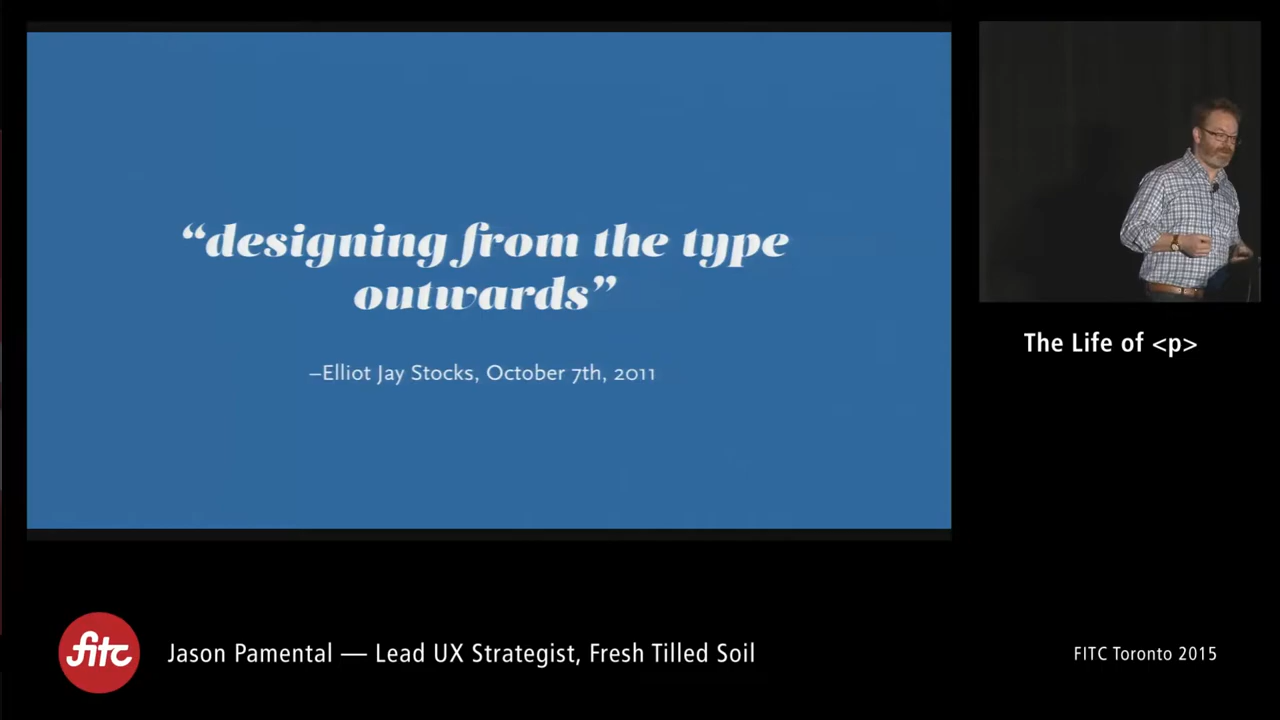 “designing from the type
outwards”
–Elliot Jay Stocks, October 7th, 2011
The Life of <p>
fitc
Jason Pamental — Lead UX Strategist, Fresh Tilled Soil
FITC Toronto 2015